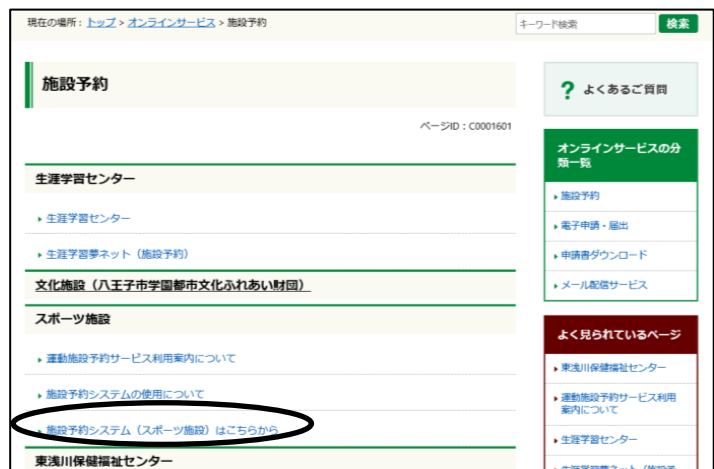 現在の場所：トップ > オンラインサービス > 施設予約
キーワード検索
検索
施設予約
ページID：C0001601
生涯学習センター
生涯学習センター
生涯学習夢ネット（施設予約）
文化施設（八王子市学園都市文化ふれあい財団）
スポーツ施設
運動施設予約サービス利用案内について
施設予約システムの使用について
施設予約システム（スポーツ施設）はこちらから
東浅川保健福祉センター
? よくあるご質問
オンラインサービスの分
類一覧
施設予約
電子申請・届出
申請書ダウンロード
メール配信サービス
よく見られているページ
東浅川保健福祉センター
運動施設予約サービス利用
案内について
生涯学習センター
生涯学習夢ネット（施設予